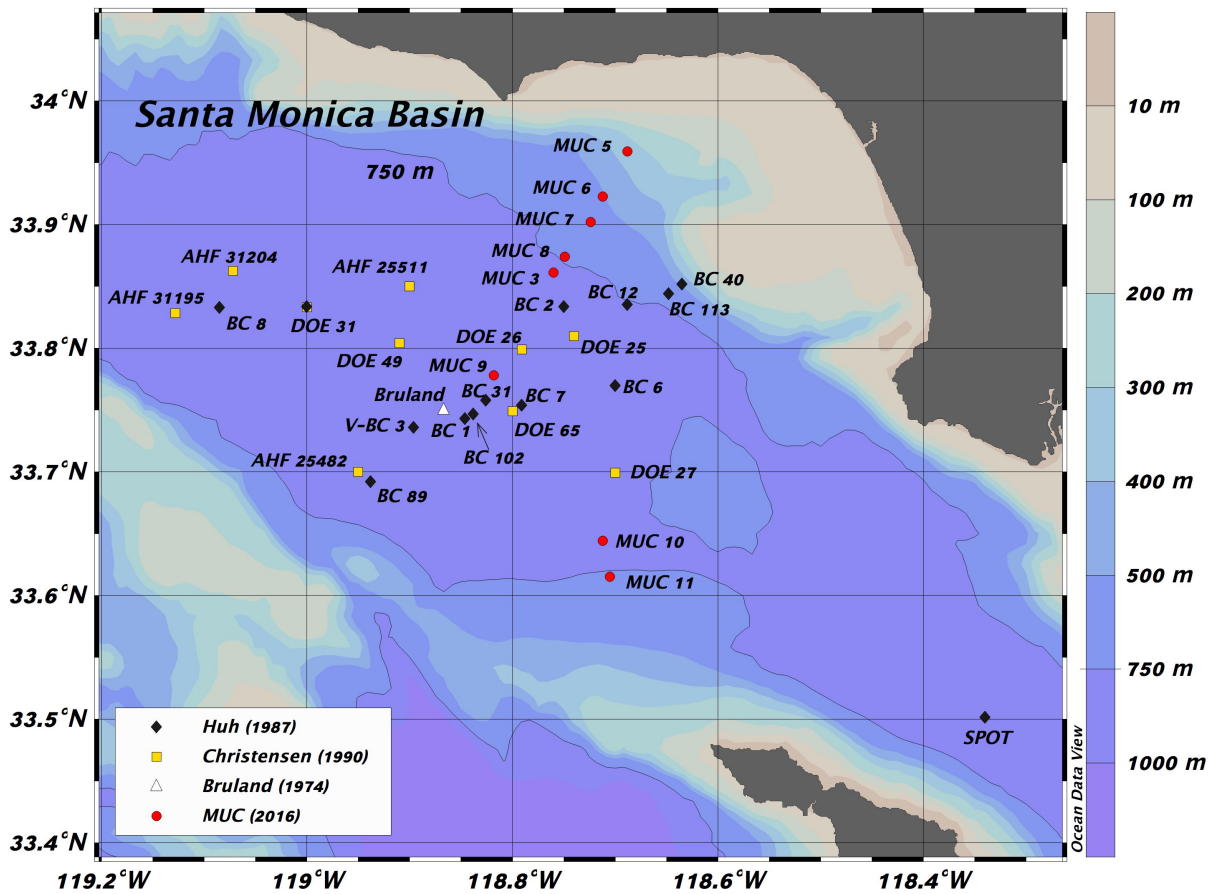 Santa Monica Basin
750 m
MUC 5
MUC 6
MUC 7
MUC 8
MUC 3
AHF 31204
AHF 25511
AHF 31195
BC 8
DOE 31
BC 2
BC 12
BC 40
BC 113
DOE 49
DOE 26
DOE 25
MUC 9
BC 31
BC 7
BC 6
Bruland
V-BC 3
BC 1
DOE 65
BC 102
AHF 25482
BC 89
DOE 27
MUC 10
MUC 11
SPOT
Huh (1987)
Christensen (1990)
Bruland (1974)
MUC (2016)
34°N
33.9°N
33.8°N
33.7°N
33.6°N
33.5°N
33.4°N
119.2°W
119°W
118.8°W
118.6°W
118.4°W
10 m
100 m
200 m
300 m
400 m
500 m
750 m
1000 m
Ocean Data View